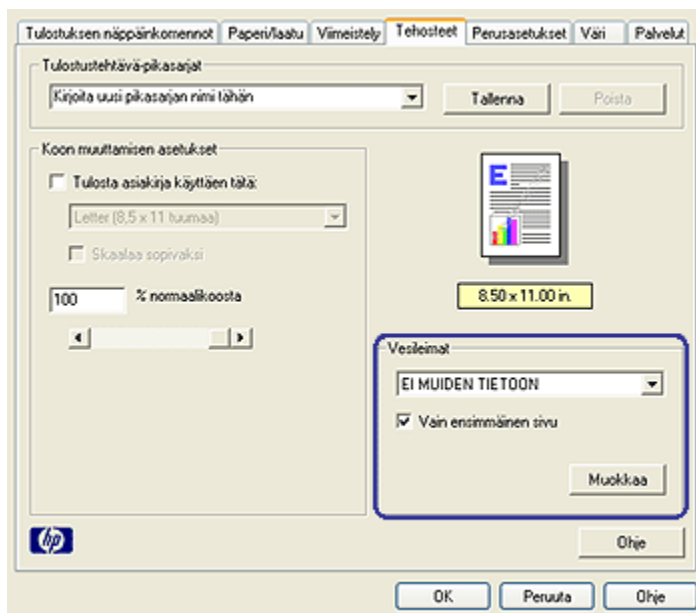 Tulostuksen näppäinkomennot Paperi/laatu Viimeistely Tehosteet Perusasetukset Väri Palvelut
Tulostustehtävä-pikasarjat
Kirjoita uusi pikasarjan nimi tähän Tallenna Poista
Koon muuttamisen asetukset
Tulosta asiakirja käyttäen tätä:
Letter (8,5 x 11 tuumaa)
Skaalaa sopivaksi
100 % normaalikoosta
E
8.50 x 11.00 in.
Vesileimat
EI MUIDEN TIETOON
Vain ensimmäinen sivu
Muokkaa
hp Ohje
OK Peruuta Ohje